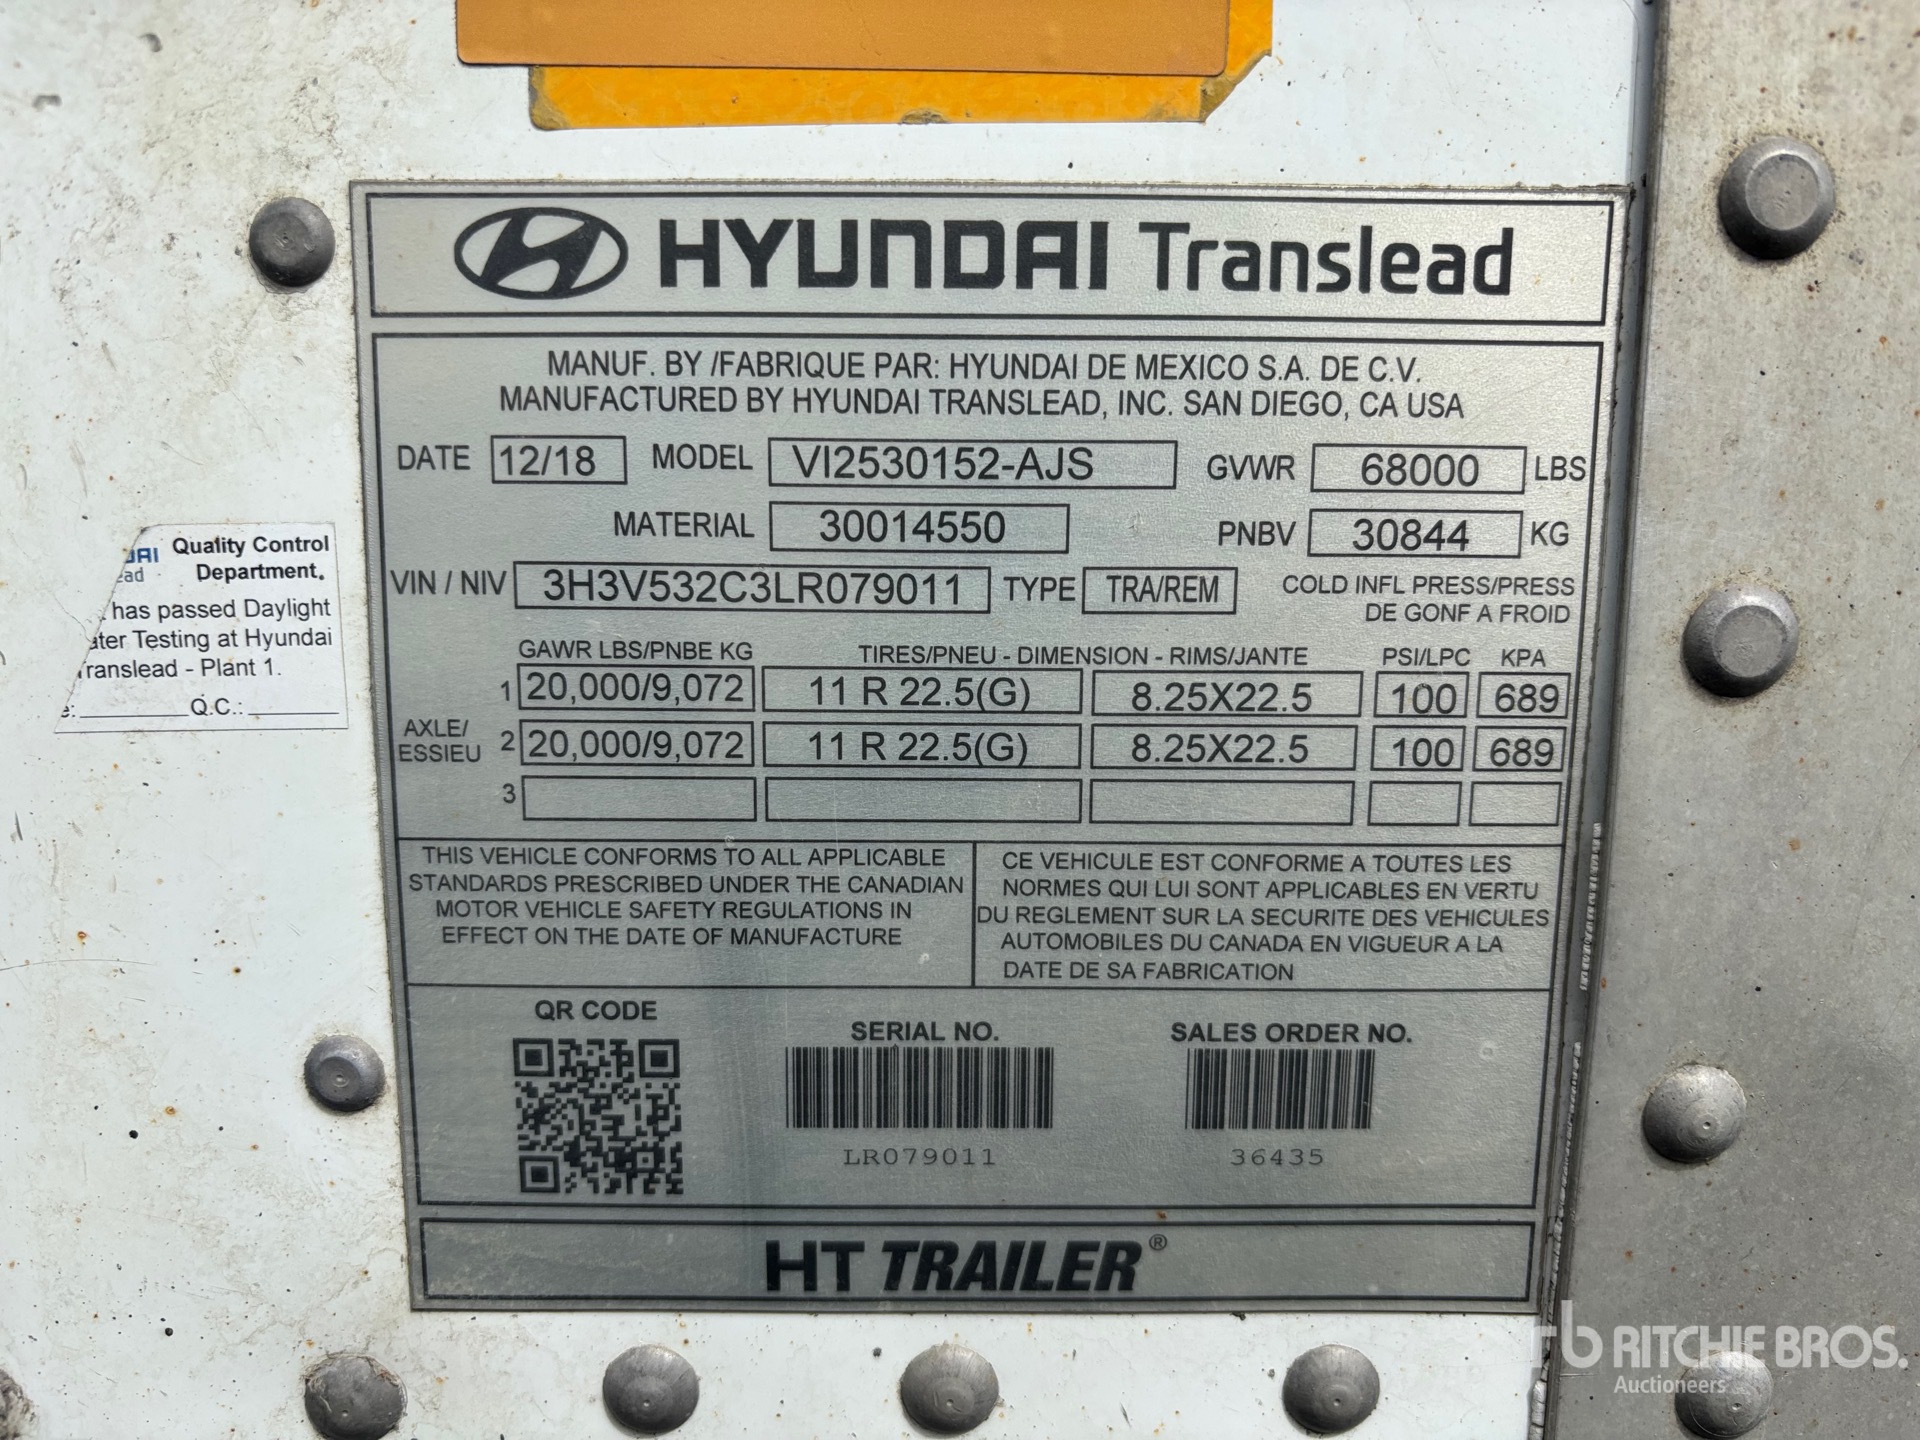 HYUNDAI Translead
MANUF. BY /FABRIQUE PAR: HYUNDAI DE MEXICO S.A. DE C.V.
MANUFACTURED BY HYUNDAI TRANSLEAD, INC. SAN DIEGO, CA USA
DATE 12/18 MODEL VI2530152-AJS GVWR 68000 LBS
MATERIAL 30014550 PNBV 30844 KG
VIN / NIV 3H3V532C3LR079011 TYPE TRA/REM COLD INFL PRESS/PRESS
DE GONF A FROID
GAWR LBS/PNBE KG TIRES/PNEU - DIMENSION - RIMS/JANTE PSI/LPC KPA
1 20,000/9,072 11 R 22.5(G) 8.25X22.5 100 689
AXLE/
ESSIEU 2 20,000/9,072 11 R 22.5(G) 8.25X22.5 100 689
3
THIS VEHICLE CONFORMS TO ALL APPLICABLE
STANDARDS PRESCRIBED UNDER THE CANADIAN
MOTOR VEHICLE SAFETY REGULATIONS IN
EFFECT ON THE DATE OF MANUFACTURE
CE VEHICULE EST CONFORME A TOUTES LES
NORMES QUI LUI SONT APPLICABLES EN VERTU
DU REGLEMENT SUR LA SECURITE DES VEHICULES
AUTOMOBILES DU CANADA EN VIGUEUR A LA
DATE DE SA FABRICATION
QR CODE
SERIAL NO.
LR079011
SALES ORDER NO.
36435
HT TRAILER®
Quality Control
Department.
has passed Daylight
Testing at Hyundai
ranslead - Plant 1.
Q.C.:
rb RITCHIE BROS.
Auctioneers